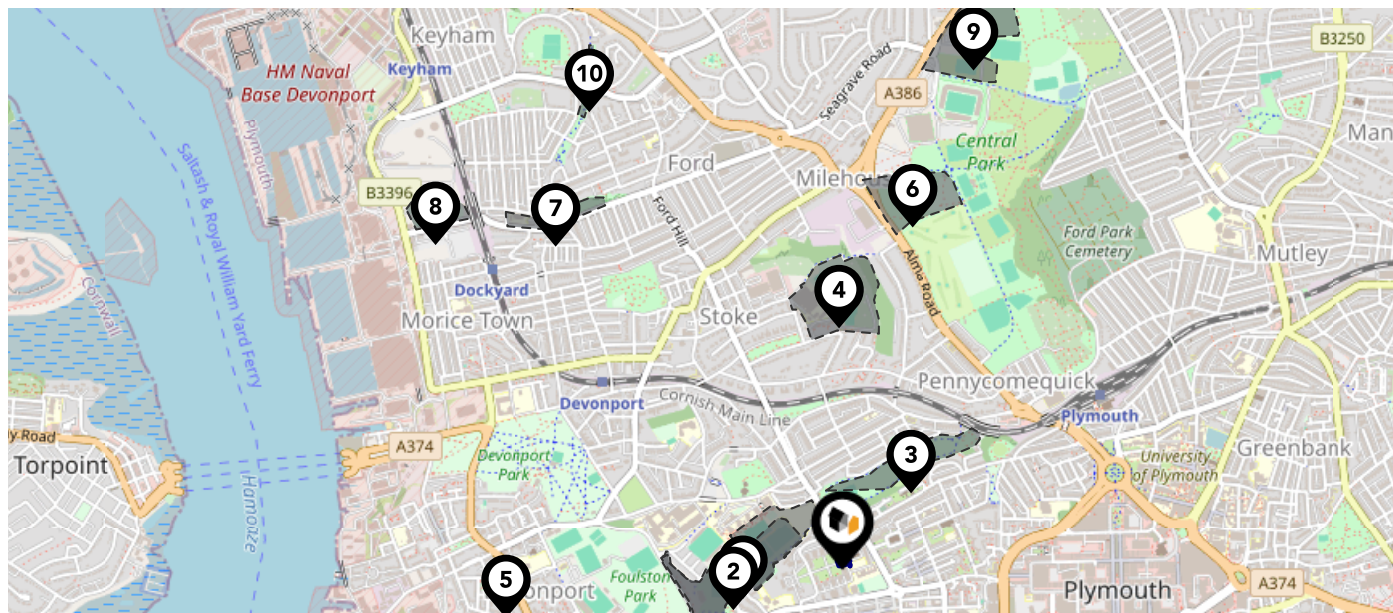 Keyham
Keyham
HM Naval
Base Devonport
Plymouth
B3396
Saltash & Royal William Yard Ferry
Cornwall
10
9
B3250
A386
Seagrave Road
Central
Park
Man
Ford
Milehou
8
7
6
Ford Hill
Ford Park
Cemetery
Mutley
Dockyard
Morice Town
Stoke
4
Alma Road
Pennycomequick
Devonport
Cornish Main Line
Plymouth
A374
y Road
Torpoint
Devonport
Park
3
University
of Plymouth
Greenbank
Hamoaze
5
onport
Foulston
Park
2
Plymouth
A374